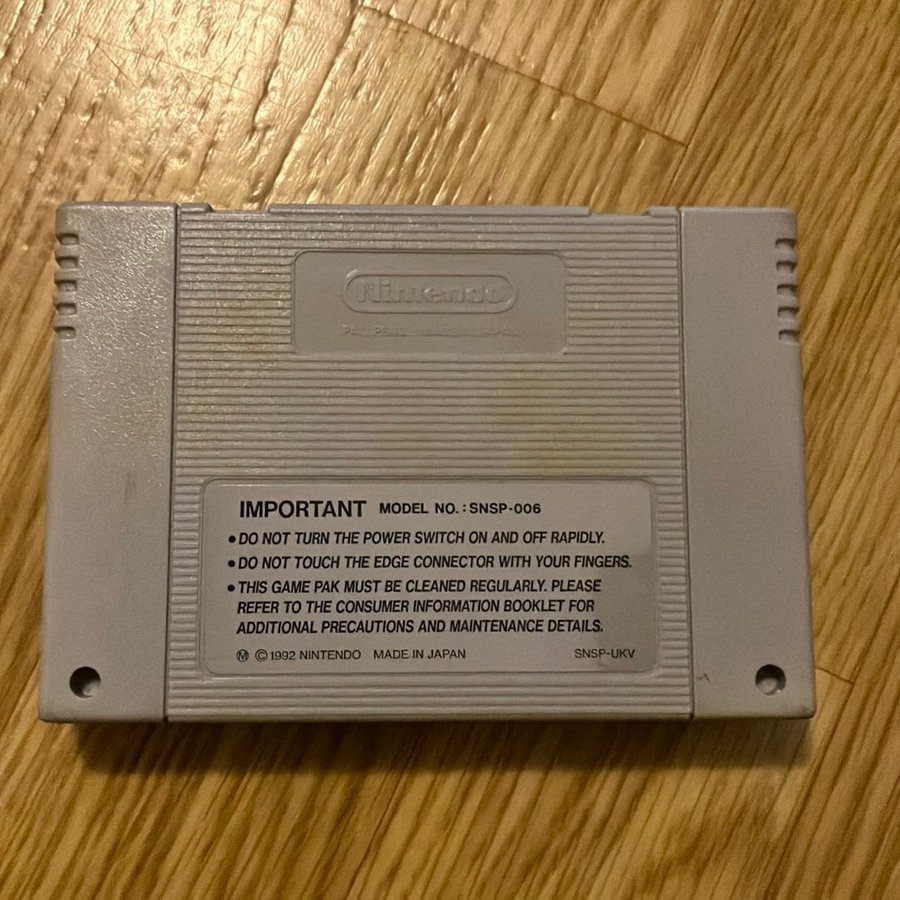 Nintendo
IMPORTANT MODEL NO.: SNSP-006
• DO NOT TURN THE POWER SWITCH ON AND OFF RAPIDLY.
• DO NOT TOUCH THE EDGE CONNECTOR WITH YOUR FINGERS.
• THIS GAME PAK MUST BE CLEANED REGULARLY. PLEASE
REFER TO THE CONSUMER INFORMATION BOOKLET FOR
ADDITIONAL PRECAUTIONS AND MAINTENANCE DETAILS.
Ⓜ ©1992 NINTENDO MADE IN JAPAN SNSP-UKV